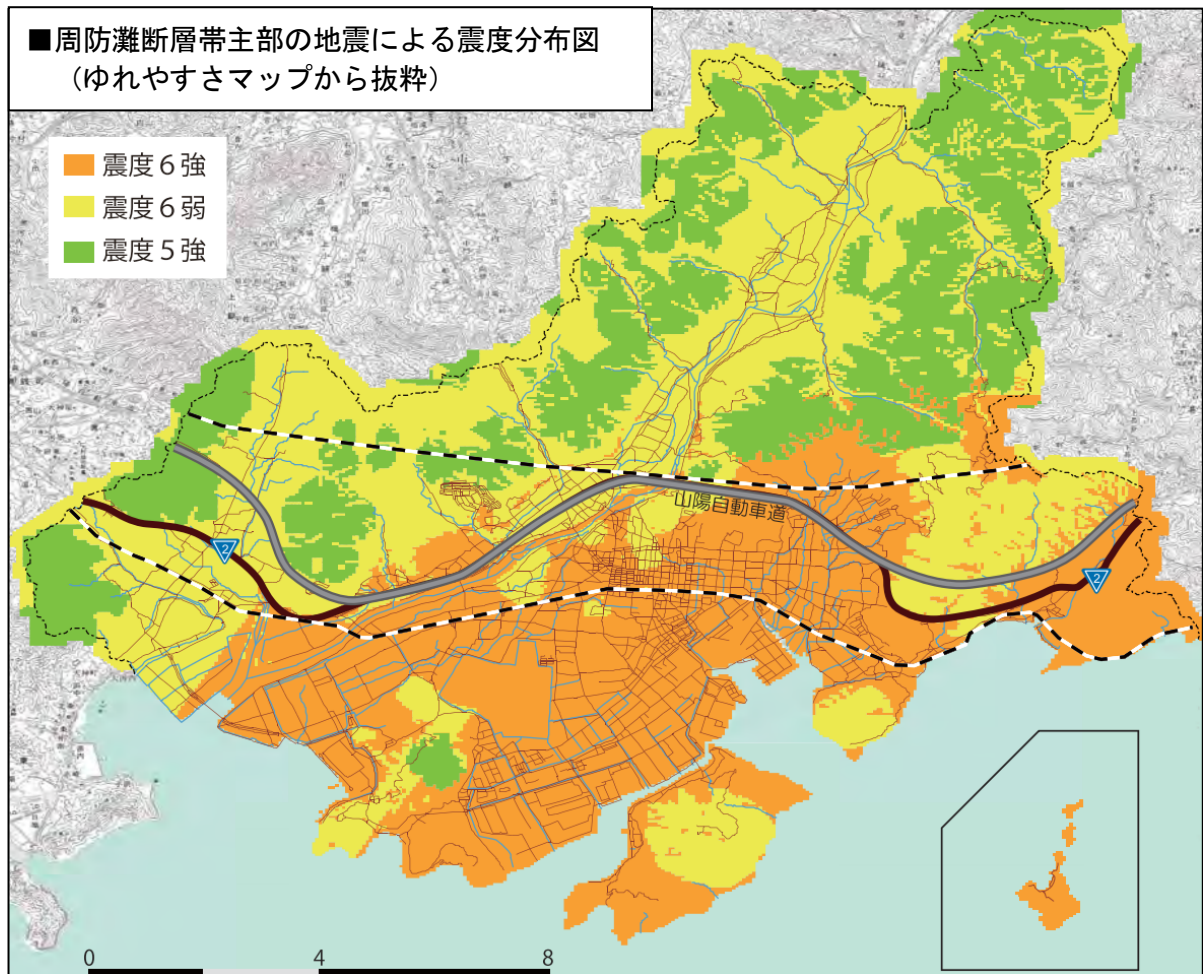 ■周防灘断層帯主部の地震による震度分布図
（ゆれやすさマップから抜粋）
震度６強
震度６弱
震度５強
山陽自動車道
2
2
0
4
8